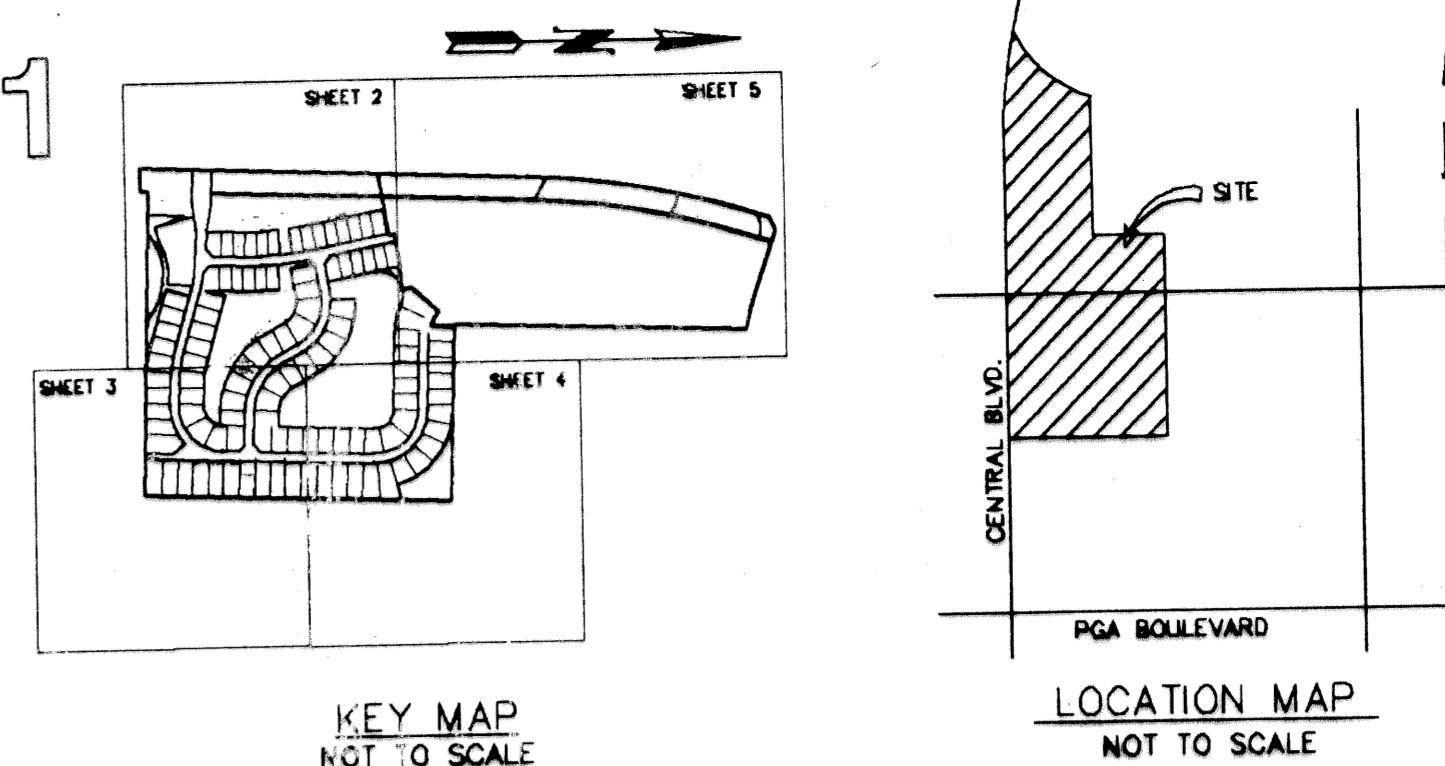 1
N
SHEET 2
SHEET 5
SHEET 3
SHEET 4
KEY MAP
NOT TO SCALE
SITE
CENTRAL BLVD.
PGA BOULEVARD
LOCATION MAP
NOT TO SCALE